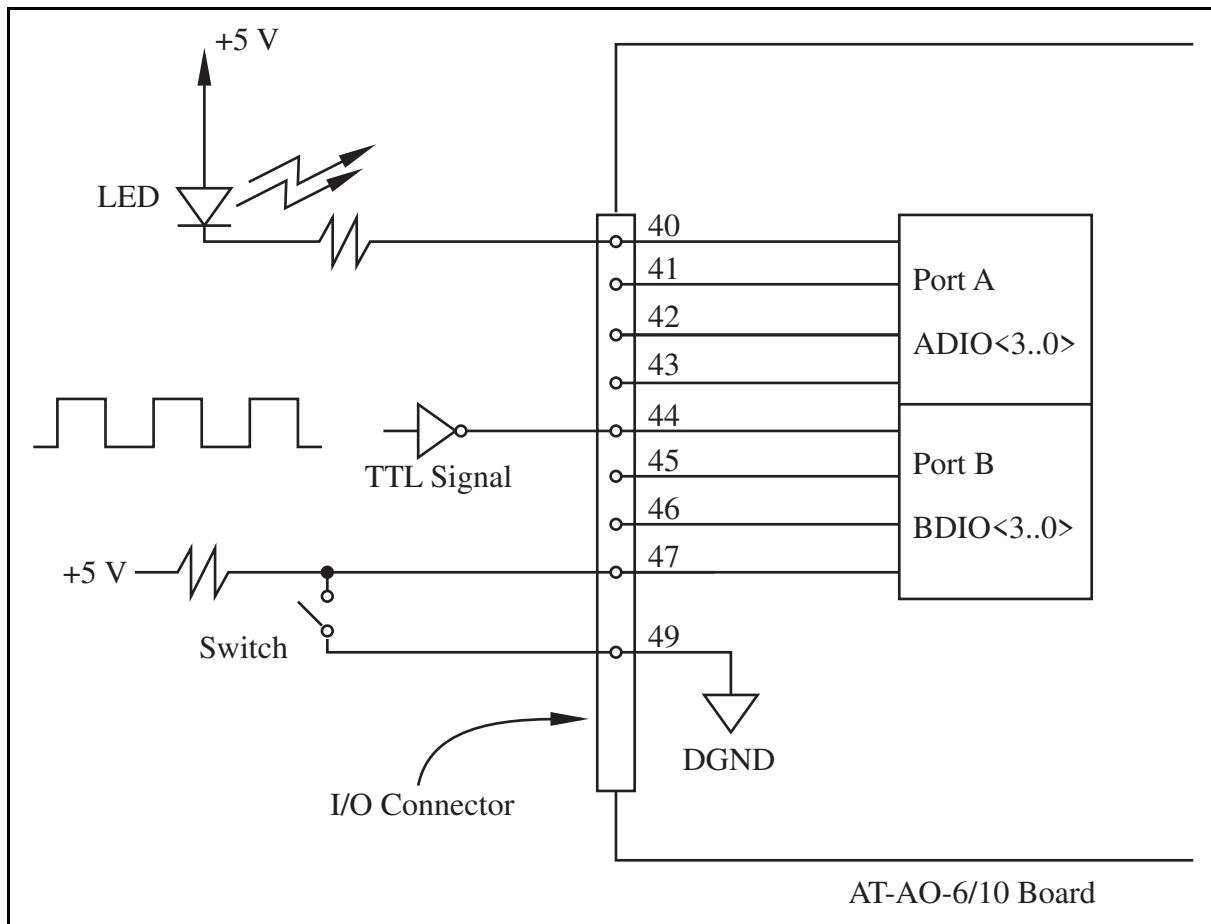 +5 V
LED
40
41
Port A
42
ADIO<3..0>
43
44
TTL Signal
45
Port B
46
BDIO<3..0>
47
+5 V
Switch
49
DGND
I/O Connector
AT-AO-6/10 Board